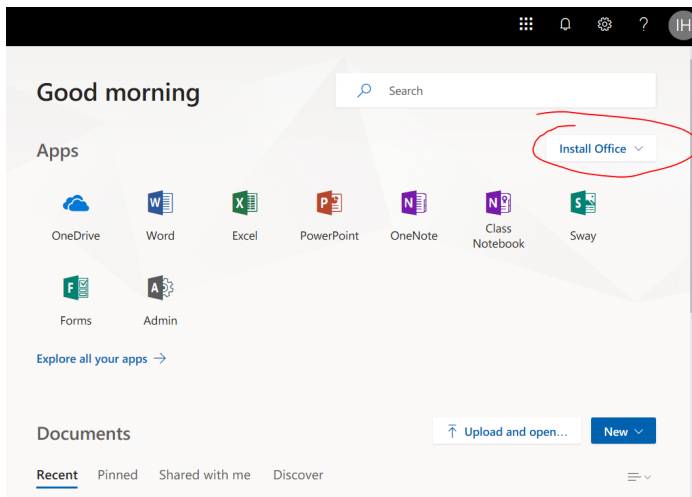 ?
IH
Good morning
Search
Apps
Install Office
OneDrive
Word
Excel
PowerPoint
OneNote
Class
Notebook
Sway
Forms
Admin
Explore all your apps →
Documents
Upload and open...
New
Recent
Pinned
Shared with me
Discover